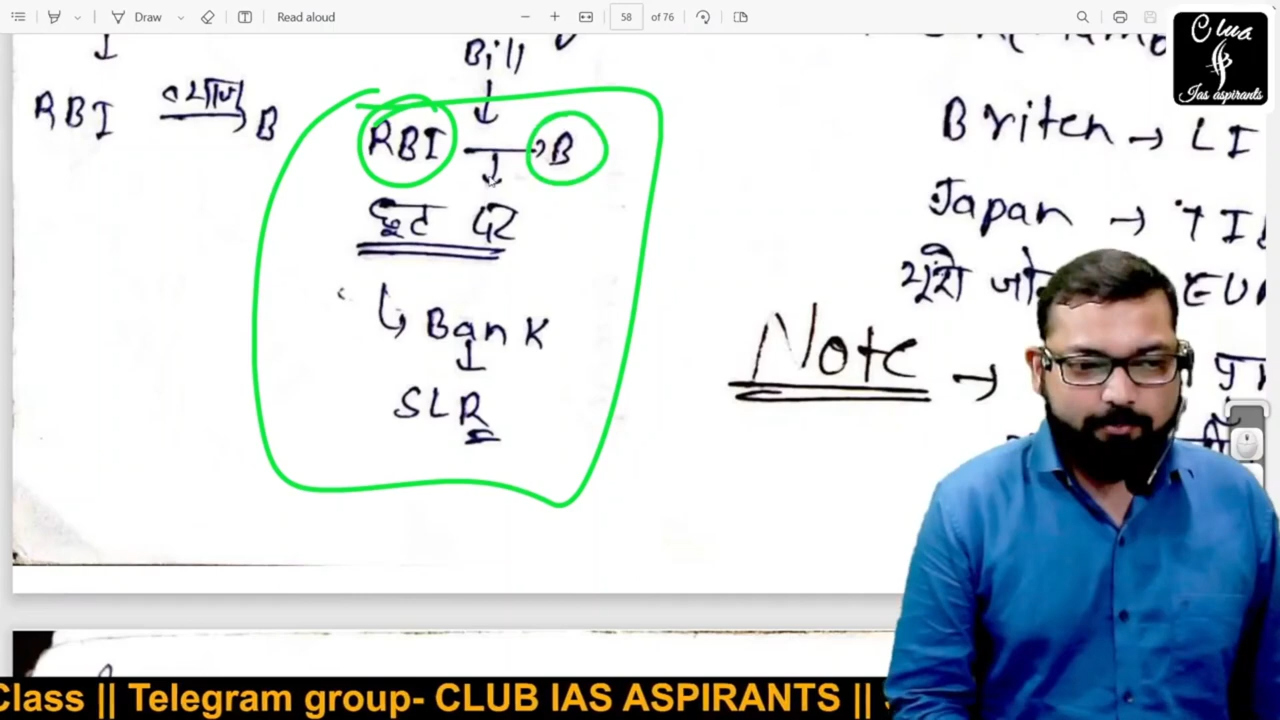 Draw
Read aloud
58
of 76
Club
Ias aspirants
Bill
RBI ब्याज B
RBI → B
छूट दर
↳ Bank
SLR
Briten → LI
Japan → TI
यूरो EU
Note →
Class || Telegram group- CLUB IAS ASPIRANTS ||